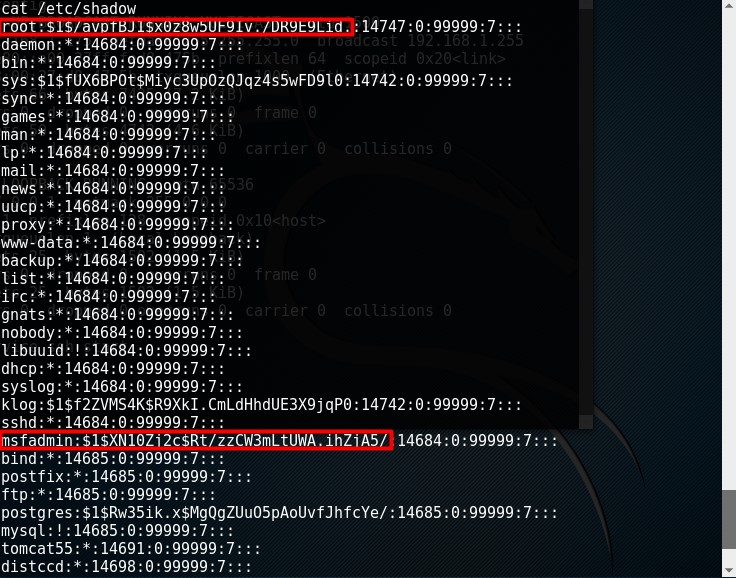 cat /etc/shadow
root:$1$/avpfBJ1$x0z8w5UF9Iv./DR9E9Lid.:14747:0:99999:7:::
daemon:*:14684:0:99999:7:::
bin:*:14684:0:99999:7:::
sys:$1$fUX6BPOt$Miyc3UpOzQJqz4s5wFD9l0:14742:0:99999:7:::
sync:*:14684:0:99999:7:::
games:*:14684:0:99999:7:::
man:*:14684:0:99999:7:::
lp:*:14684:0:99999:7:::
mail:*:14684:0:99999:7:::
news:*:14684:0:99999:7:::
uucp:*:14684:0:99999:7:::
proxy:*:14684:0:99999:7:::
www-data:*:14684:0:99999:7:::
backup:*:14684:0:99999:7:::
list:*:14684:0:99999:7:::
irc:*:14684:0:99999:7:::
gnats:*:14684:0:99999:7:::
nobody:*:14684:0:99999:7:::
libuuid:!:14684:0:99999:7:::
dhcp:*:14684:0:99999:7:::
syslog:*:14684:0:99999:7:::
klog:$1$f2ZVMS4K$R9XkI.CmLdHhdUE3X9jqP0:14742:0:99999:7:::
sshd:*:14684:0:99999:7:::
msfadmin:$1$XN10Zj2c$Rt/zzCW3mLtUWA.ihZjA5/:14684:0:99999:7:::
bind:*:14685:0:99999:7:::
postfix:*:14685:0:99999:7:::
ftp:*:14685:0:99999:7:::
postgres:$1$Rw35ik.x$MgQgZUuO5pAoUvfJhfcYe/:14685:0:99999:7:::
mysql:!:14685:0:99999:7:::
tomcat55:*:14691:0:99999:7:::
distccd:*:14698:0:99999:7:::